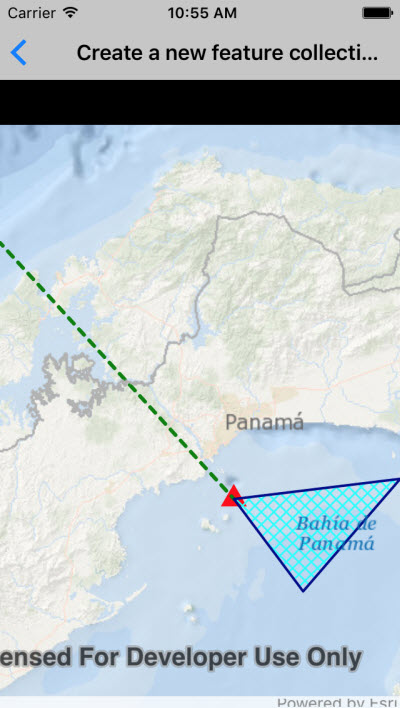 Carrier 10:55 AM
Create a new feature collecti...
Panamá
Bahía de
Panamá
ensed For Developer Use Only
Powered by Esri